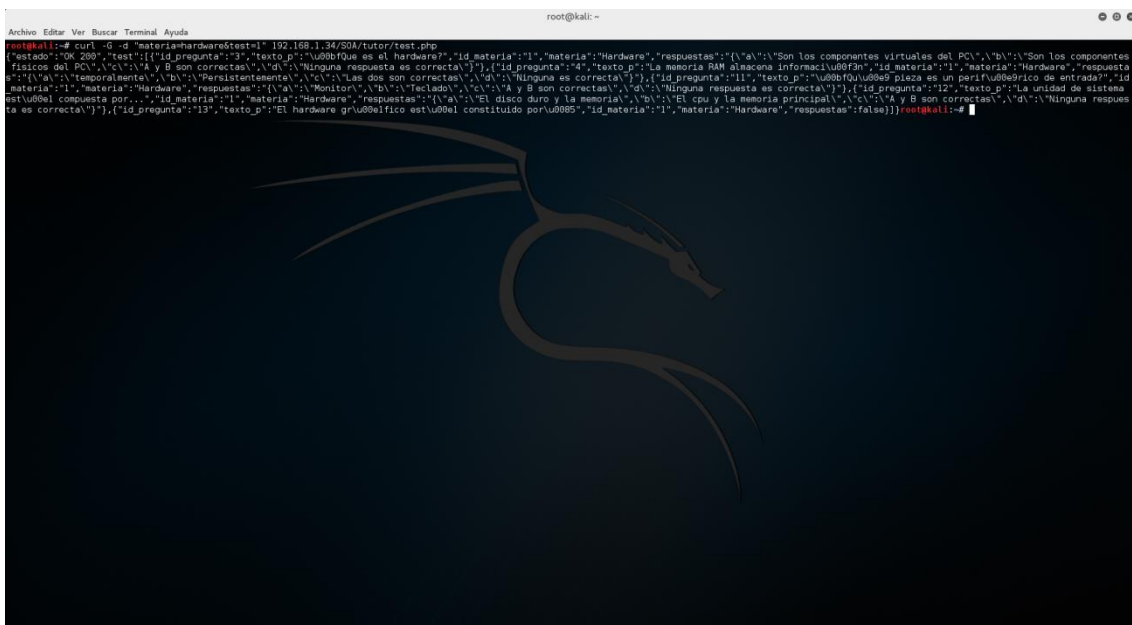 root@kali: ~
Archivo Editar Ver Buscar Terminal Ayuda
root@kali:~# curl -G -d "materia=hardware&test=1" 192.168.1.34/SOA/tutor/test.php
{"estado":"OK 200","test":[{"id_pregunta":"3","texto_p":"\u00bfQue es el hardware?","id_materia":"1","materia":"Hardware","respuestas":"{\"a\":\"Son los componentes virtuales del PC\",\"b\":\"Son los componentes
fisicos del PC\",\"c\":\"A y B son correctas\",\"d\":\"Ninguna respuesta es correcta\"}"},{"id_pregunta":"4","texto_p":"La memoria RAM almacena informaci\u00f3n","id_materia":"1","materia":"Hardware","respuesta
s":"{\"a\":\"temporalmente\",\"b\":\"Persistentemente\",\"c\":\"Las dos son correctas\",\"d\":\"Ninguna es correcta\"}"},{"id_pregunta":"11","texto_p":"\u00bfQu\u00e9 pieza es un perif\u00e9rico de entrada?","id
_materia":"1","materia":"Hardware","respuestas":"{\"a\":\"Monitor\",\"b\":\"Teclado\",\"c\":\"A y B son correctas\",\"d\":\"Ninguna respuesta es correcta\"}"},{"id_pregunta":"12","texto_p":"La unidad de sistema
est\u00e1 compuesta por...","id_materia":"1","materia":"Hardware","respuestas":"{\"a\":\"El disco duro y la memoria\",\"b\":\"El cpu y la memoria principal\",\"c\":\"A y B son correctas\",\"d\":\"Ninguna respues
ta es correcta\"}"},{"id_pregunta":"13","texto_p":"El hardware gr\u00e1fico est\u00e1 constituido por\u0085","id_materia":"1","materia":"Hardware","respuestas":false}]}root@kali:~#